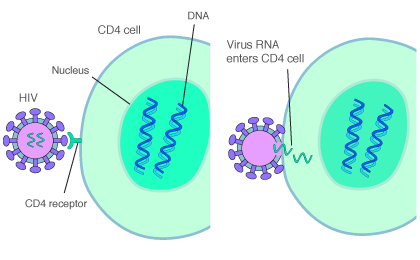 DNA
CD4 cell
Nucleus
HIV
CD4 receptor
Virus RNA
enters CD4 cell